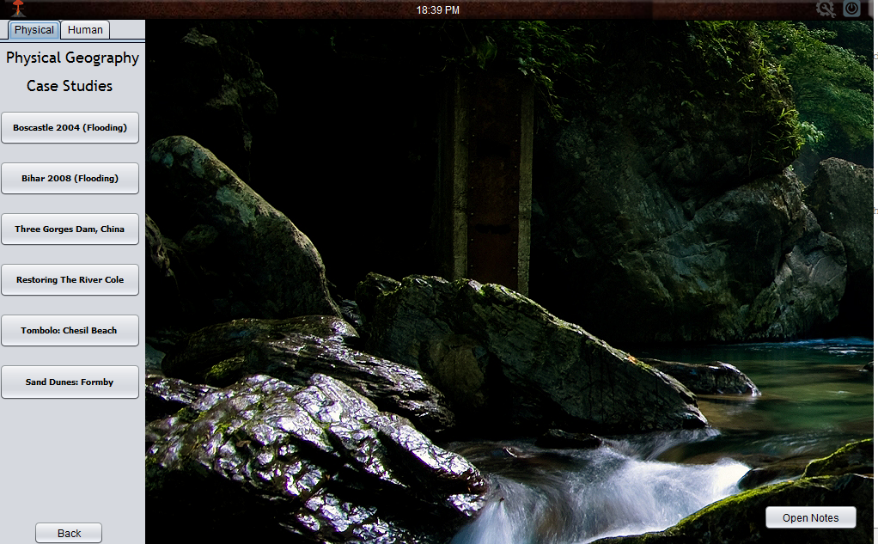 18:39 PM
Physical
Human
Physical Geography
Case Studies
Boscastle 2004 (Flooding)
Bihar 2008 (Flooding)
Three Gorges Dam, China
Restoring The River Cole
Tombolo: Chesil Beach
Sand Dunes: Formby
Back
Open Notes